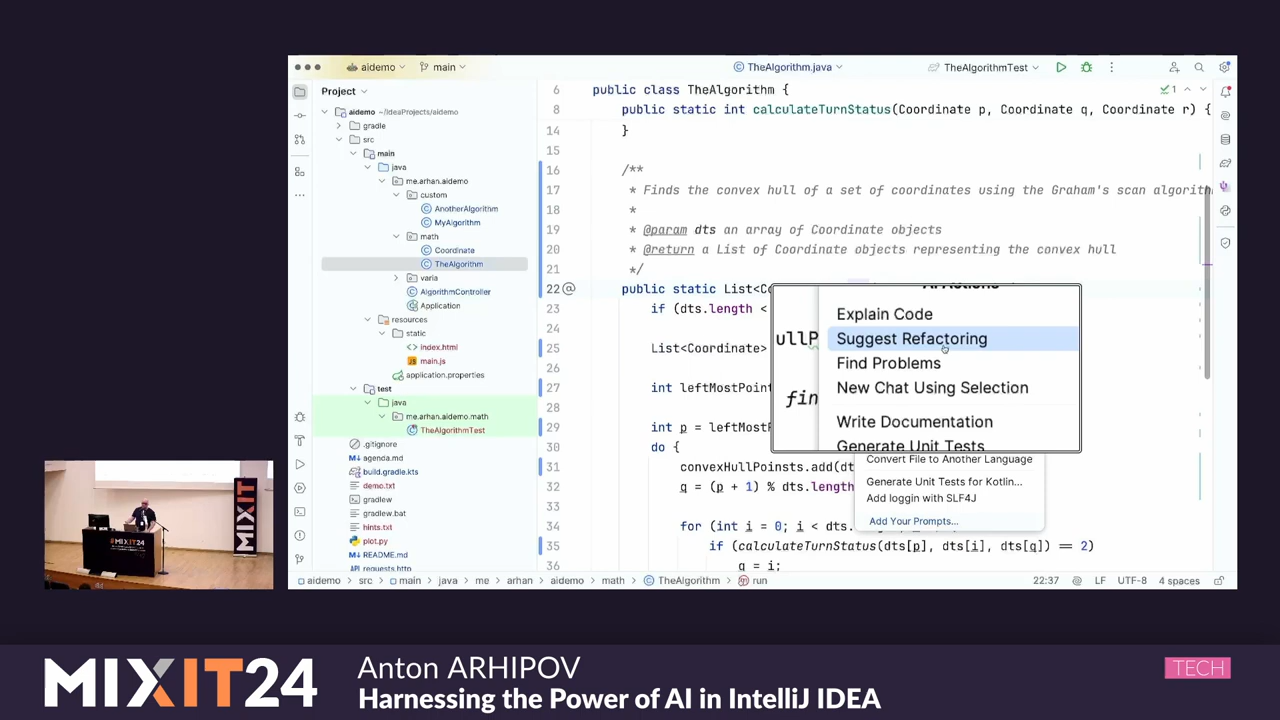 aidemo
main
TheAlgorithm.java
TheAlgorithmTest
Project
aidemo ~/IdeaProjects/aidemo
gradle
src
main
java
me.arhan.aidemo
custom
AnotherAlgorithm
MyAlgorithm
math
Coordinate
TheAlgorithm
varia
AlgorithmController
Application
resources
static
index.html
main.js
application.properties
test
java
me.arhan.aidemo.math
TheAlgorithmTest
.gitignore
agenda.md
build.gradle.kts
demo.txt
gradlew
gradlew.bat
hints.txt
plot.py
README.md
requests.http
6 public class TheAlgorithm {
8 public static int calculateTurnStatus(Coordinate p, Coordinate q, Coordinate r) {
14 }
15
16 /**
17 * Finds the convex hull of a set of coordinates using the Graham's scan algorith
18 *
19 * @param dts an array of Coordinate objects
20 * @return a List of Coordinate objects representing the convex hull
21 */
22 public static List<Co
23 if (dts.length <
25 List<Coordinate>
27 int leftMostPoint
28
29 int p = leftMostP
30 do {
31 convexHullPoinsts.add(dt
32 q = (p + 1) % dts.length
33
34 for (int i = 0; i < d
35 if (calculateTurnStatus(dts[p], dts[i], dts[q]) == 2)
36 q = i;
1
AI Actions
Explain Code
Suggest Refactoring
Find Problems
New Chat Using Selection
Write Documentation
Generate Unit Tests
ullP
fin
Convert File to Another Language
Generate Unit Tests for Kotlin...
Add loggin with SLF4J
Add Your Prompts...
aidemo > src > main > java > me > arhan > aidemo > math > TheAlgorithm > run
22:37 LF UTF-8 4 spaces
#MIXIT24
MIXIT
MIXIT24
Anton ARHIPOV
Harnessing the Power of AI in IntelliJ IDEA
TECH